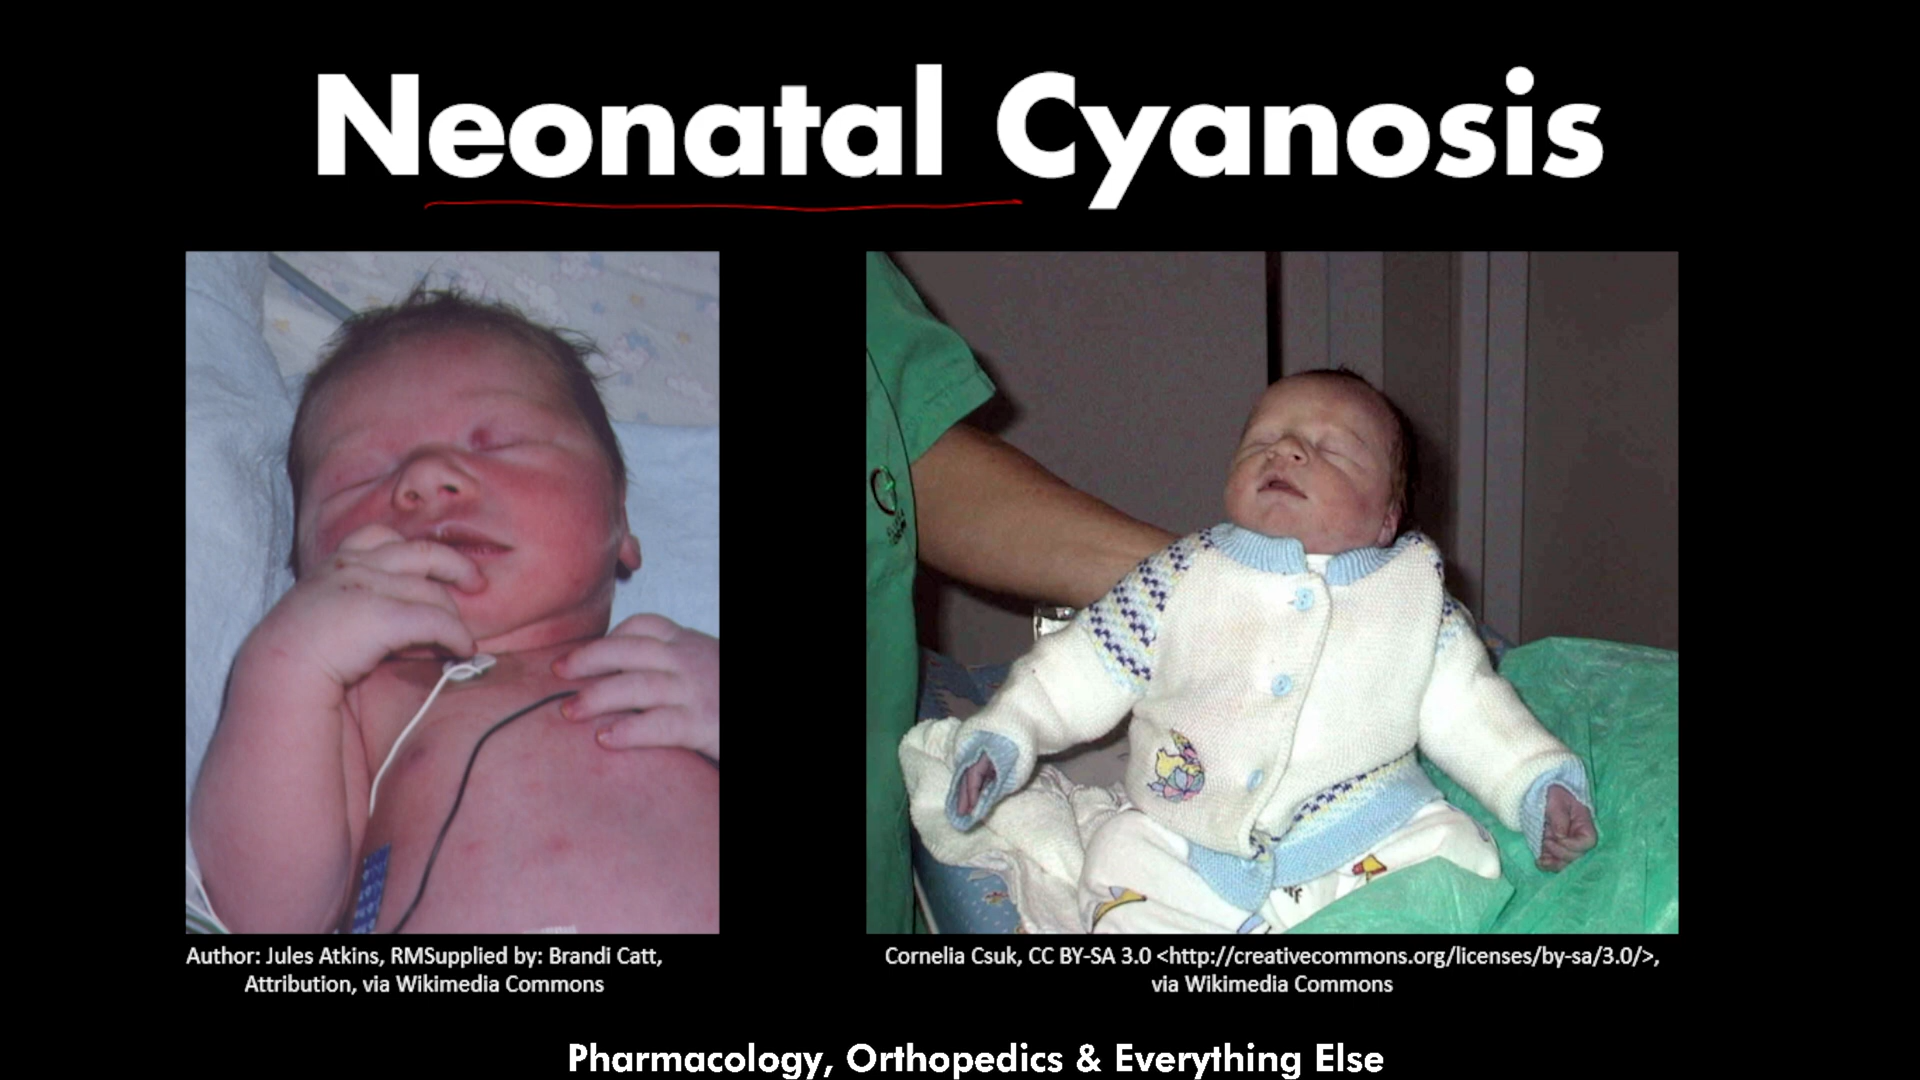 Neonatal Cyanosis
Author: Jules Atkins, RMSupplied by: Brandi Catt,
Attribution, via Wikimedia Commons
Cornelia Csuk, CC BY-SA 3.0 <http://creativecommons.org/licenses/by-sa/3.0/>,
via Wikimedia Commons
Pharmacology, Orthopedics & Everything Else